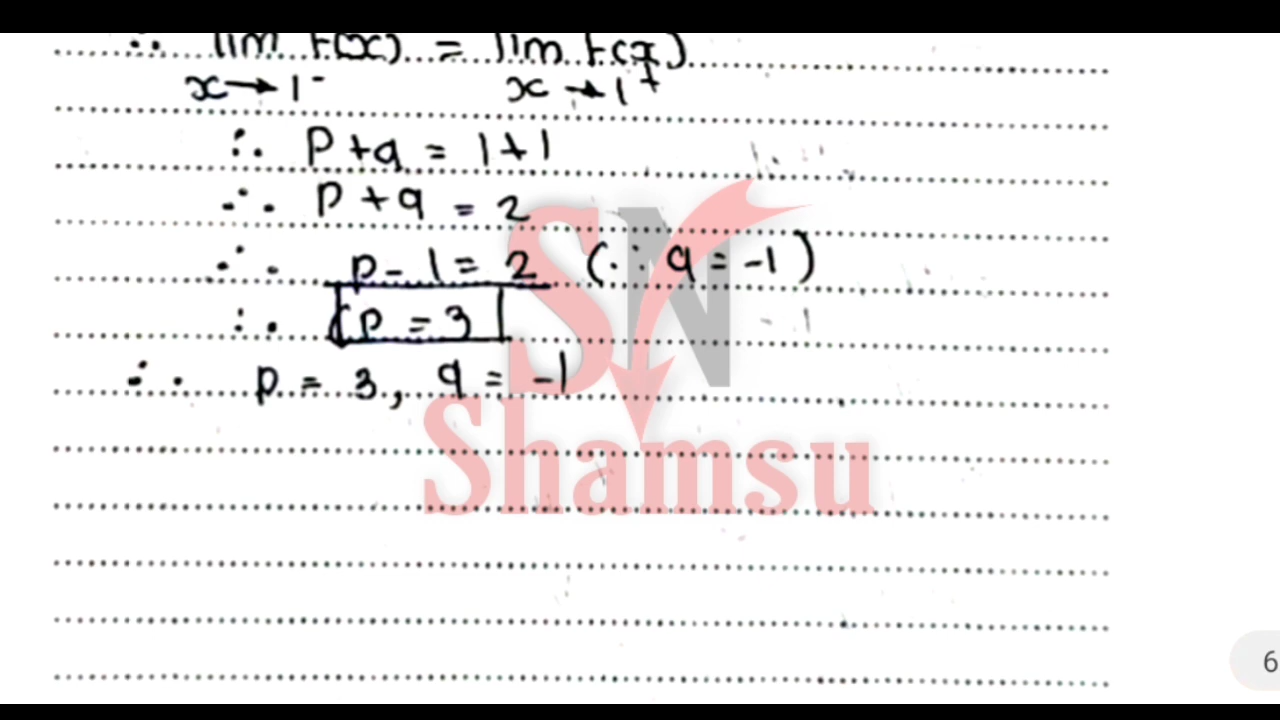 ∴ lim f(x) = lim f(x)
x→1⁻ x→1⁺
∴ p+q = 1+1
∴ p+q = 2
∴ p-1 = 2 (∵ q = -1)
∴ p = 3
∴ p = 3, q = -1
SN
Shamsu
6